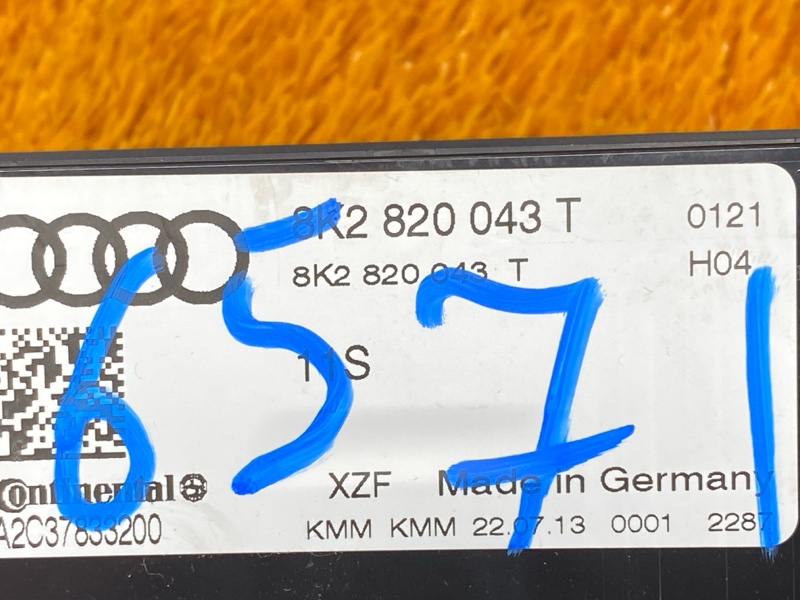 8K2 820 043 T 0121
8K2 820 043 T H04
11S
6571
Continental XZF Made in Germany
A2C37833200 KMM KMM 22.07.13 0001 2287